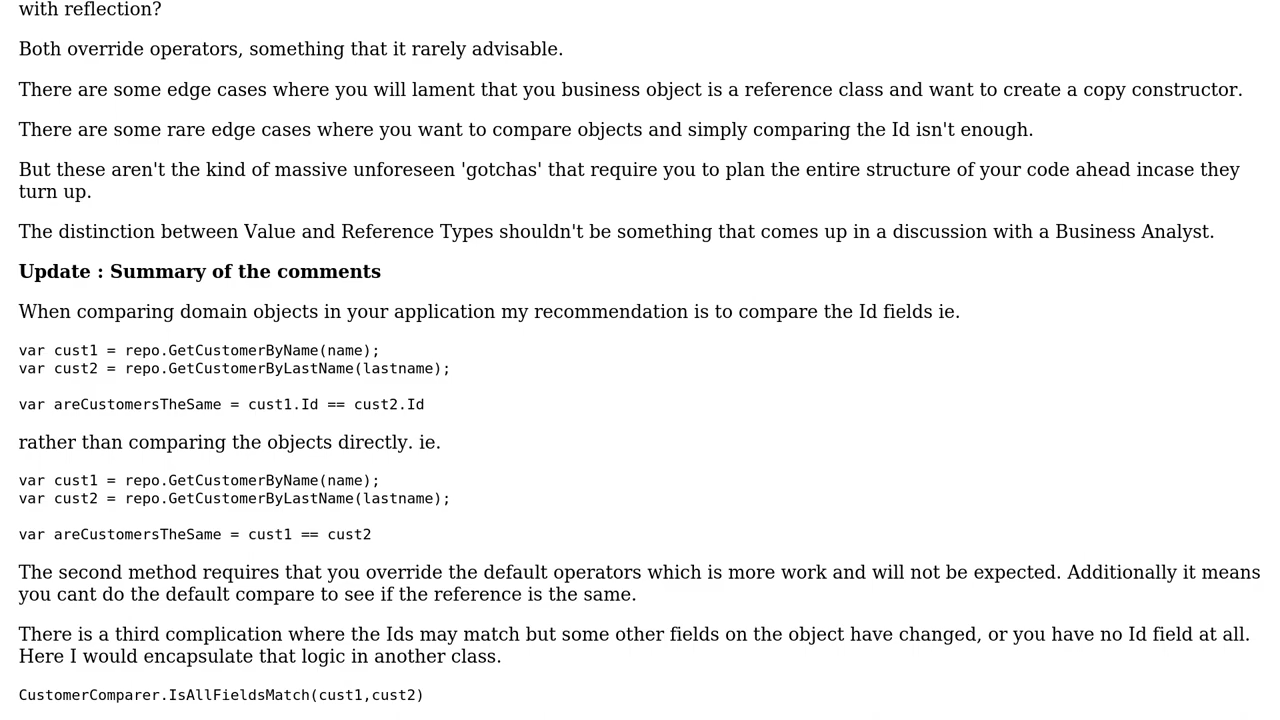 with reflection?
Both override operators, something that it rarely advisable.
There are some edge cases where you will lament that you business object is a reference class and want to create a copy constructor.
There are some rare edge cases where you want to compare objects and simply comparing the Id isn't enough.
But these aren't the kind of massive unforeseen 'gotchas' that require you to plan the entire structure of your code ahead incase they
turn up.
The distinction between Value and Reference Types shouldn't be something that comes up in a discussion with a Business Analyst.
Update : Summary of the comments
When comparing domain objects in your application my recommendation is to compare the Id fields ie.
var cust1 = repo.GetCustomerByName(name);
var cust2 = repo.GetCustomerByLastName(lastname);
var areCustomersTheSame = cust1.Id == cust2.Id
rather than comparing the objects directly. ie.
var cust1 = repo.GetCustomerByName(name);
var cust2 = repo.GetCustomerByLastName(lastname);
var areCustomersTheSame = cust1 == cust2
The second method requires that you override the default operators which is more work and will not be expected. Additionally it means
you cant do the default compare to see if the reference is the same.
There is a third complication where the Ids may match but some other fields on the object have changed, or you have no Id field at all.
Here I would encapsulate that logic in another class.
CustomerComparer.IsAllFieldsMatch(cust1,cust2)